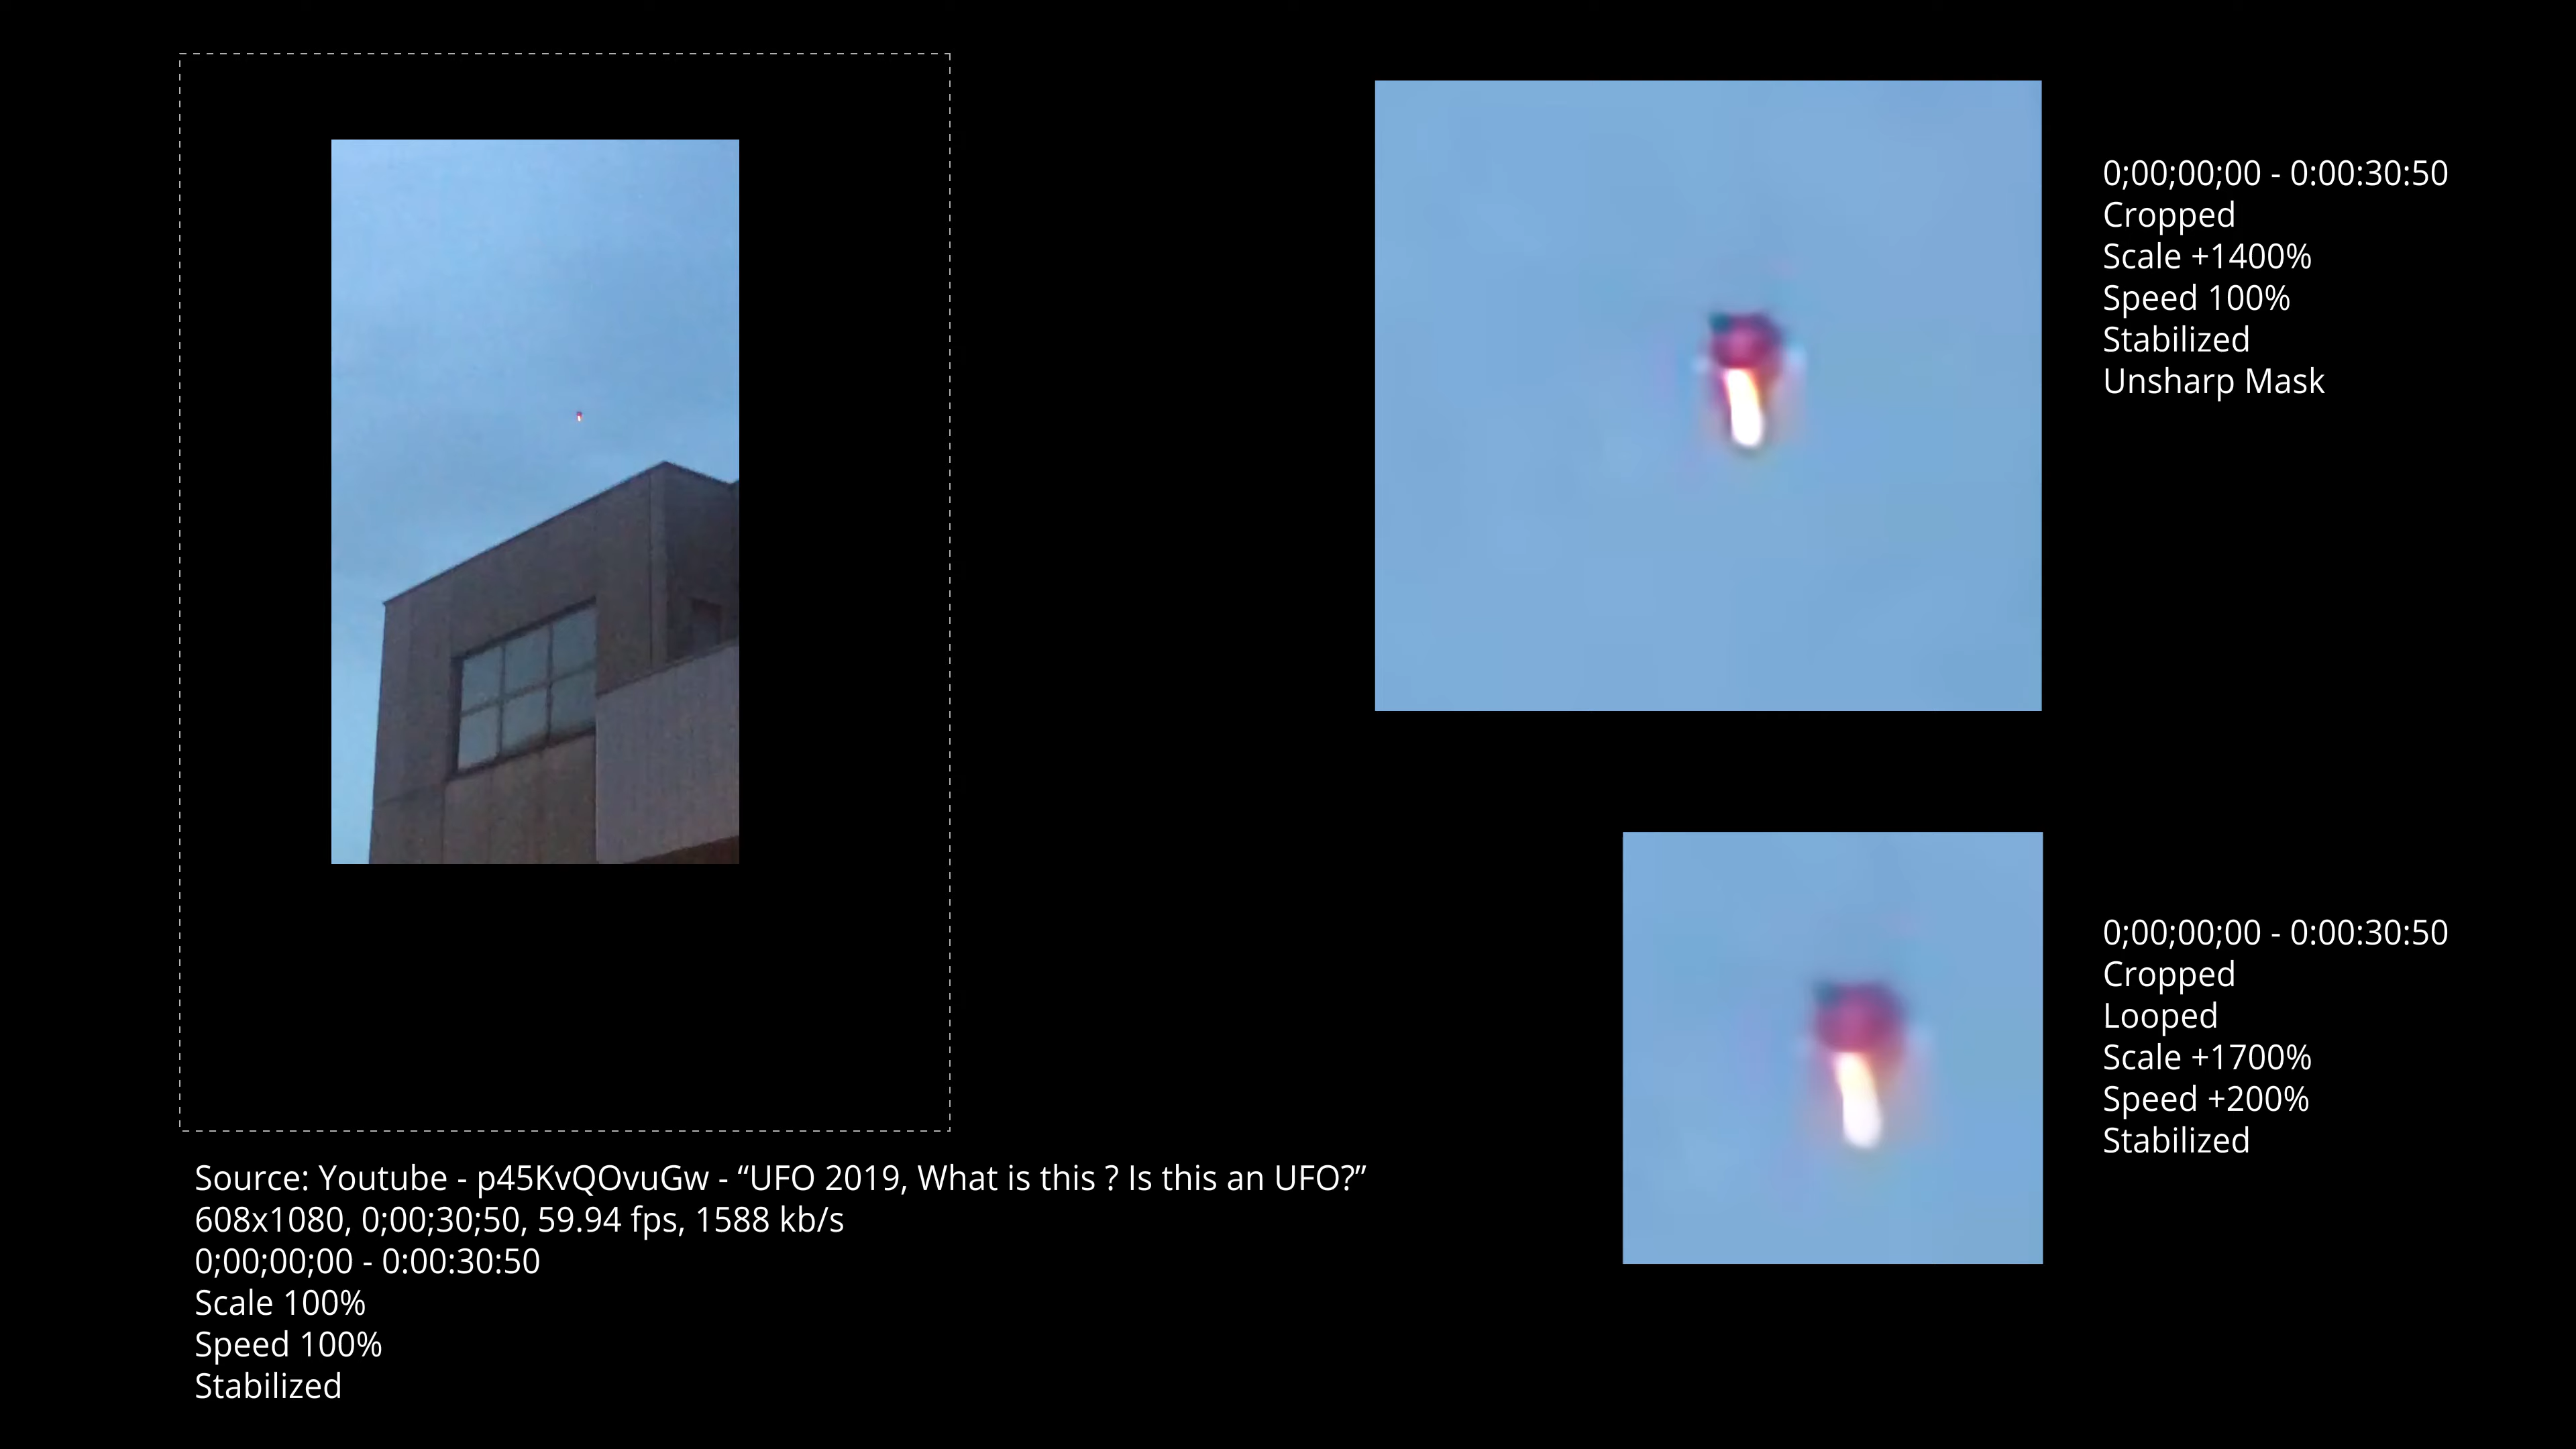 0;00;00;00 - 0:00:30:50
Cropped
Scale +1400%
Speed 100%
Stabilized
Unsharp Mask
0;00;00;00 - 0:00:30:50
Cropped
Looped
Scale +1700%
Speed +200%
Stabilized
Source: Youtube - p45KvQOvuGw - “UFO 2019, What is this ? Is this an UFO?”
608x1080, 0;00;30;50, 59.94 fps, 1588 kb/s
0;00;00;00 - 0:00:30:50
Scale 100%
Speed 100%
Stabilized